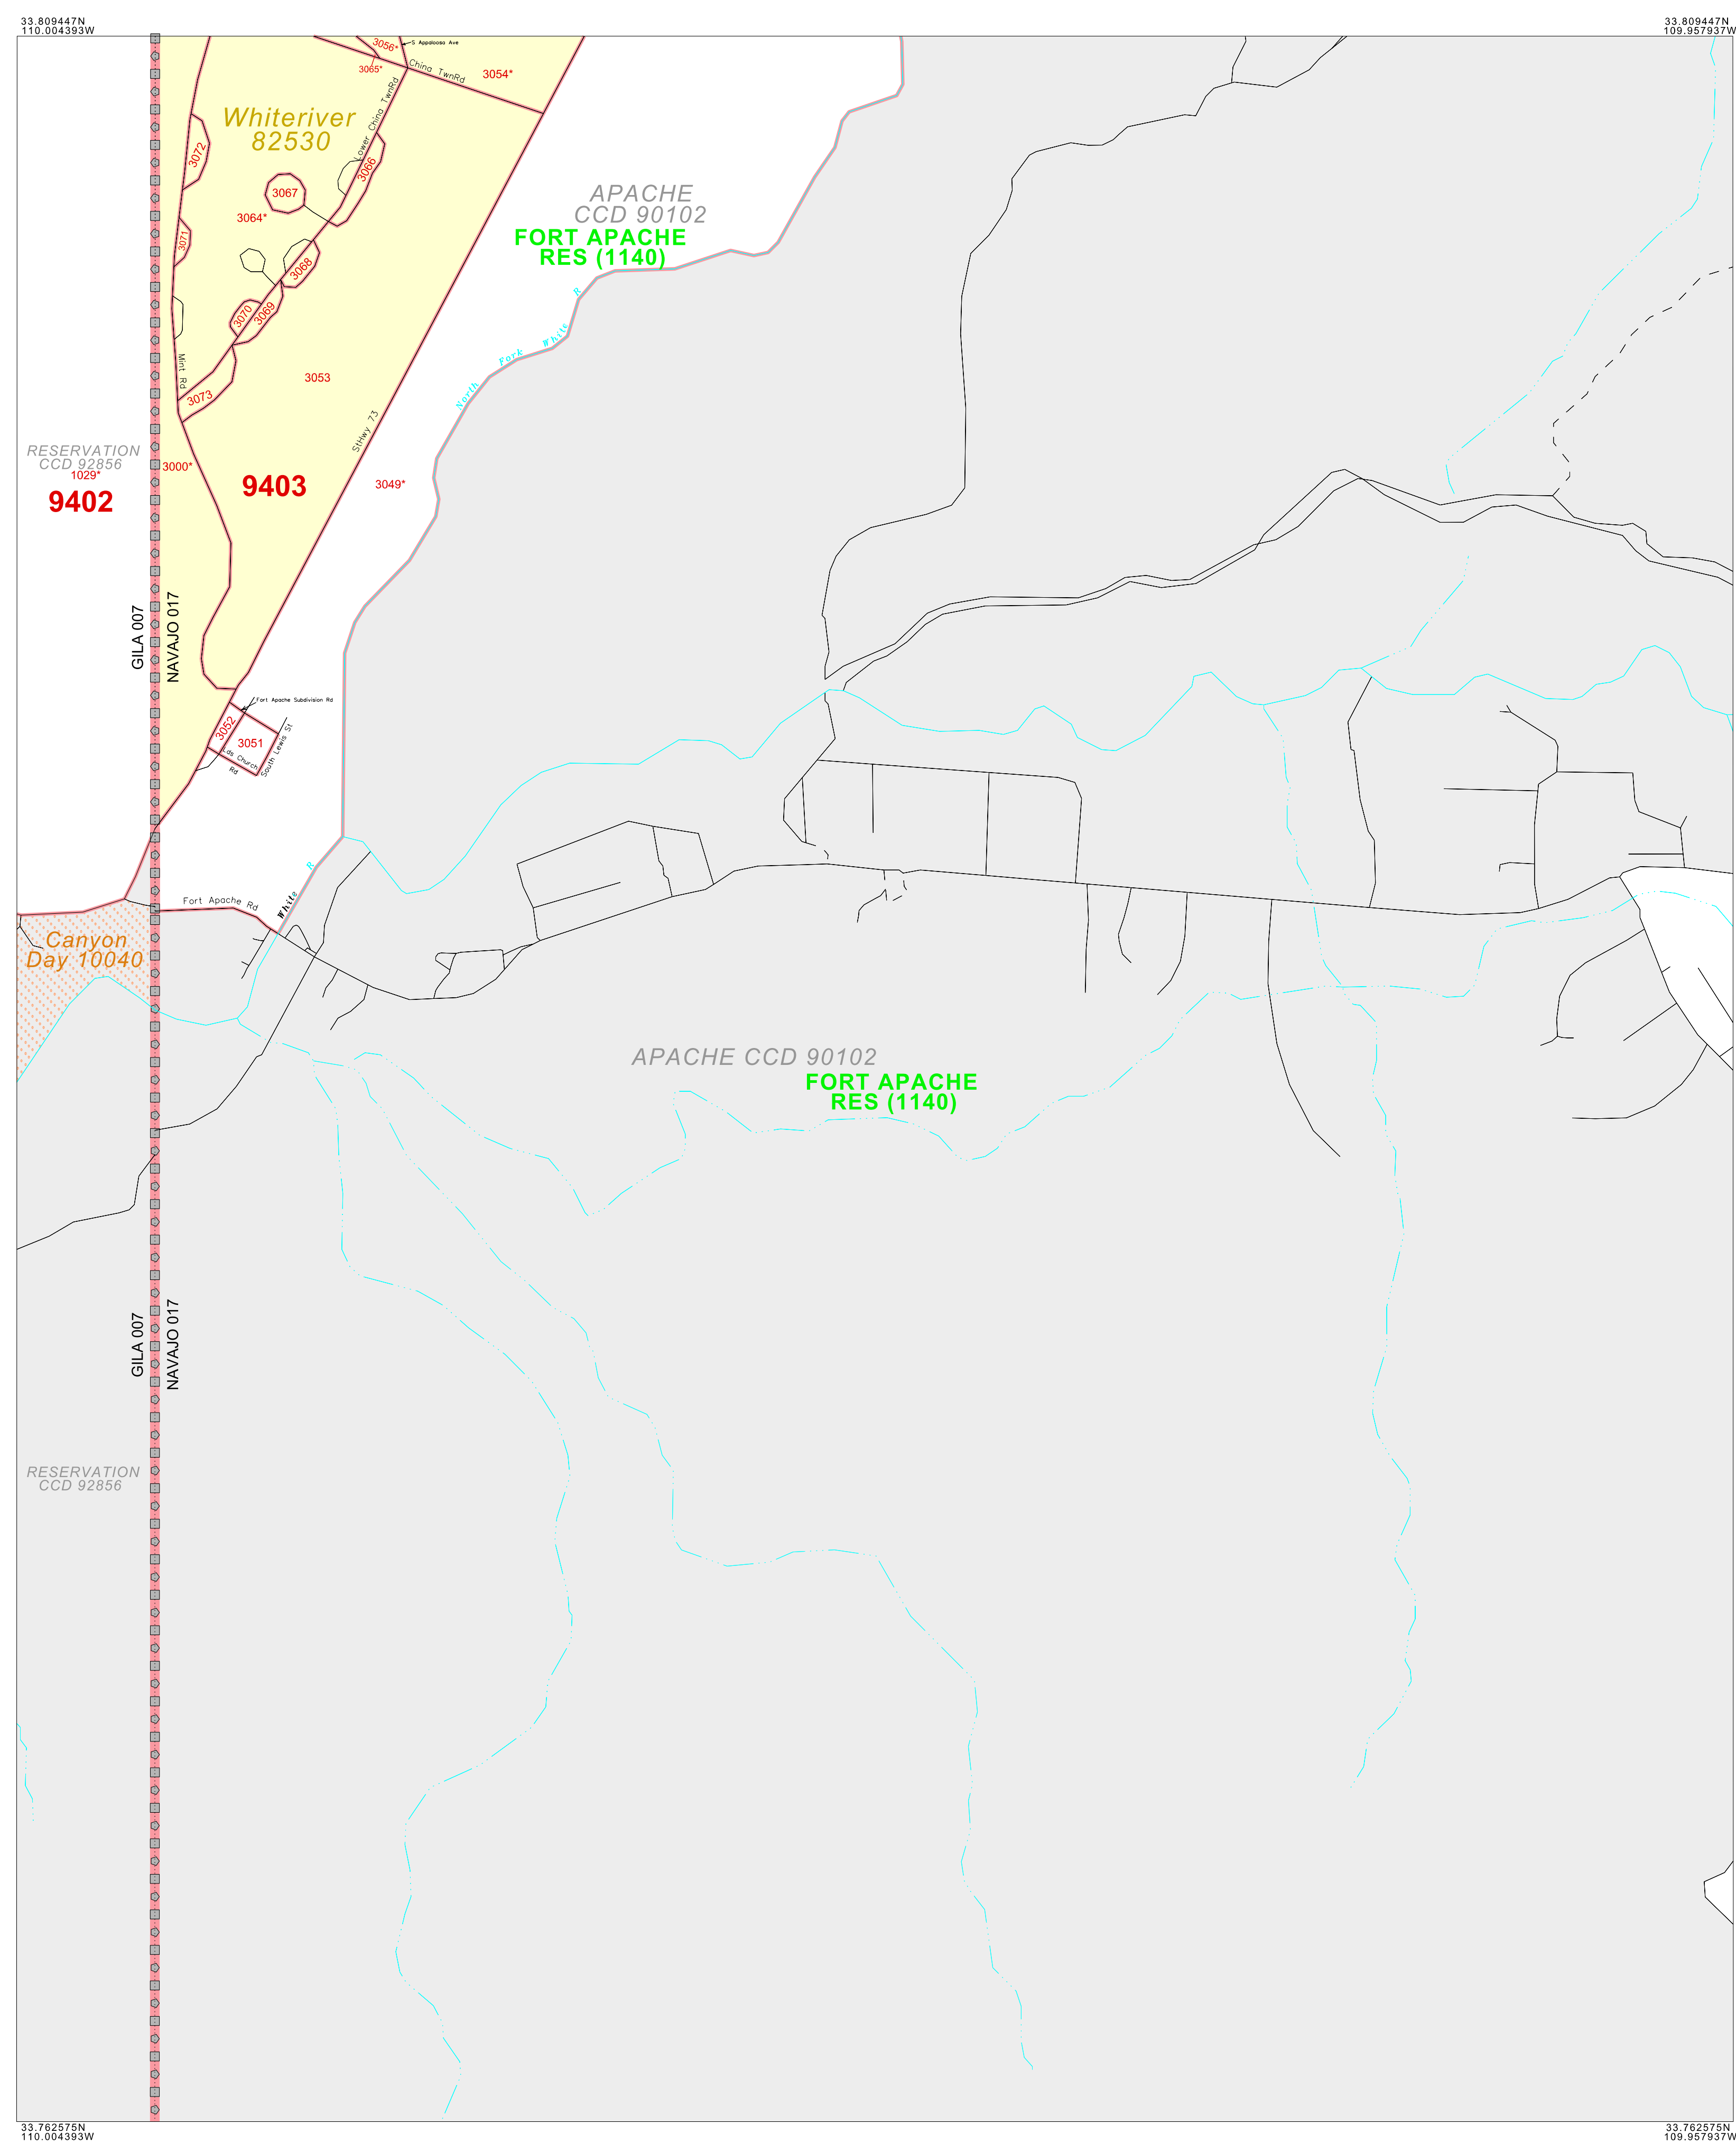 33.809447N
110.004393W
33.809447N
109.957937W
3056*
S Appaloosa Ave
3065*
China TwnRd
3054*
Lower China TwnRd
Whiteriver
82530
3072
3066
3067
3064*
3071
3068
3070
3069
Mint Rd
3073
3053
APACHE
CCD 90102
FORT APACHE
RES (1140)
North Fork White R
StHwy 73
RESERVATION
CCD 92856
1029*
9402
3000*
9403
3049*
GILA 007
NAVAJO 017
Fort Apache Subdivision Rd
3052
3051
Lds Church
Rd
South Lewis St
White R
Fort Apache Rd
Canyon
Day 10040
APACHE CCD 90102
FORT APACHE
RES (1140)
GILA 007
NAVAJO 017
RESERVATION
CCD 92856
33.762575N
110.004393W
33.762575N
109.957937W